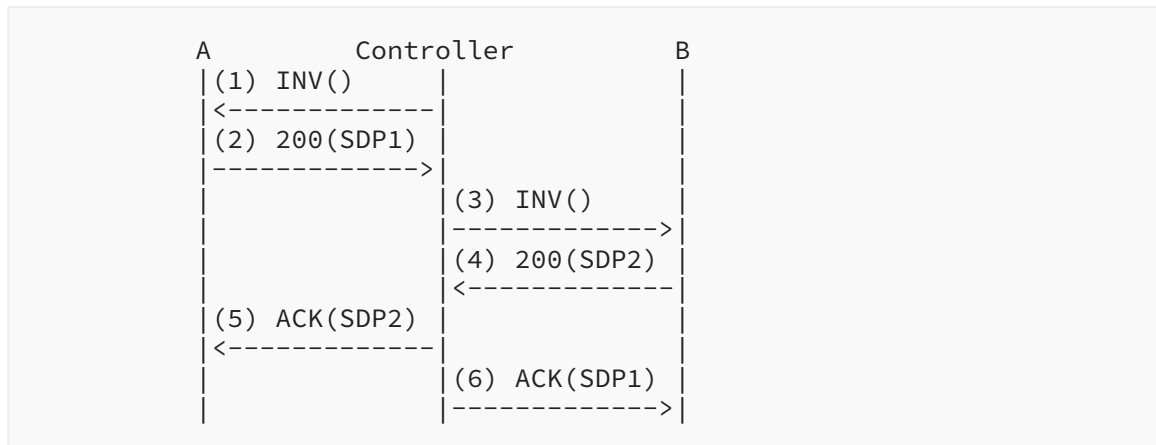 A Controller B
(1) INV()
(2) 200(SDP1)
(3) INV()
(4) 200(SDP2)
(5) ACK(SDP2)
(6) ACK(SDP1)